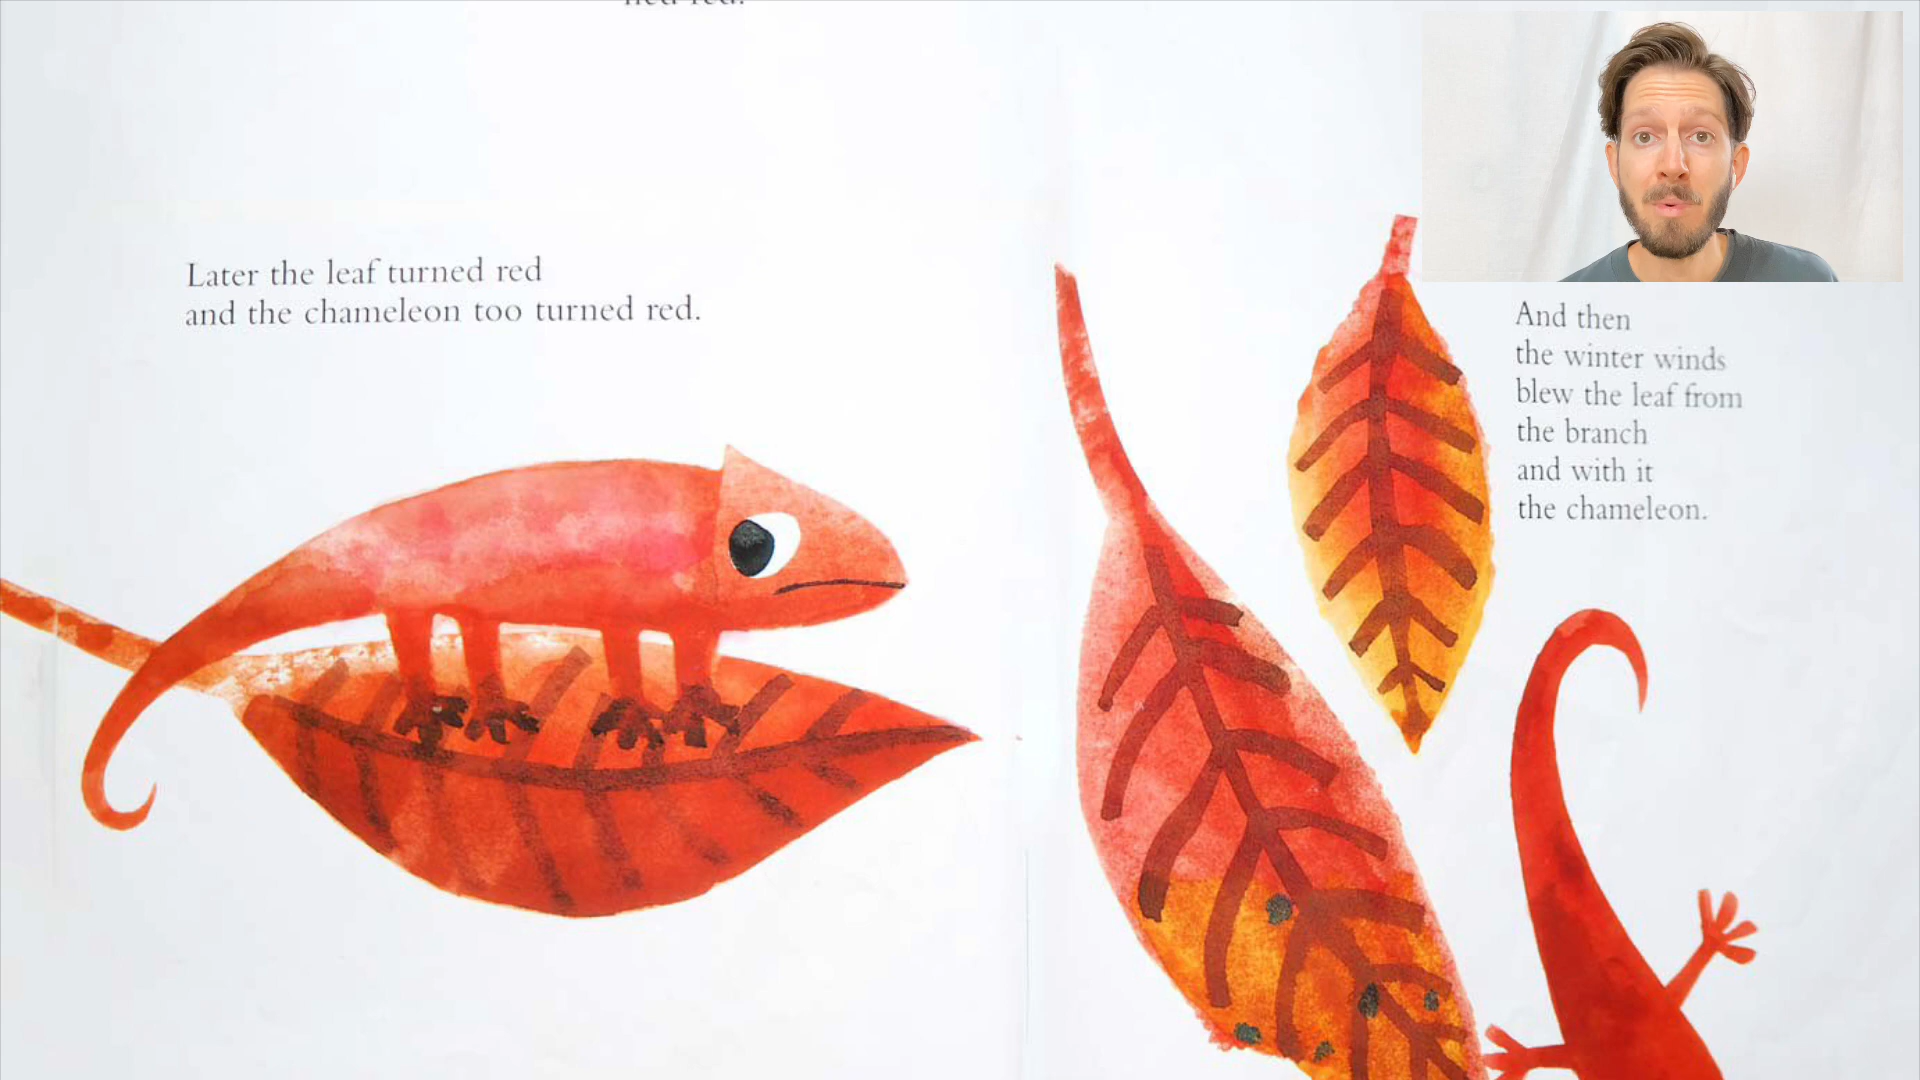 Later the leaf turned red
and the chameleon too turned red.
And then
the winter winds
blew the leaf from
the branch
and with it
the chameleon.